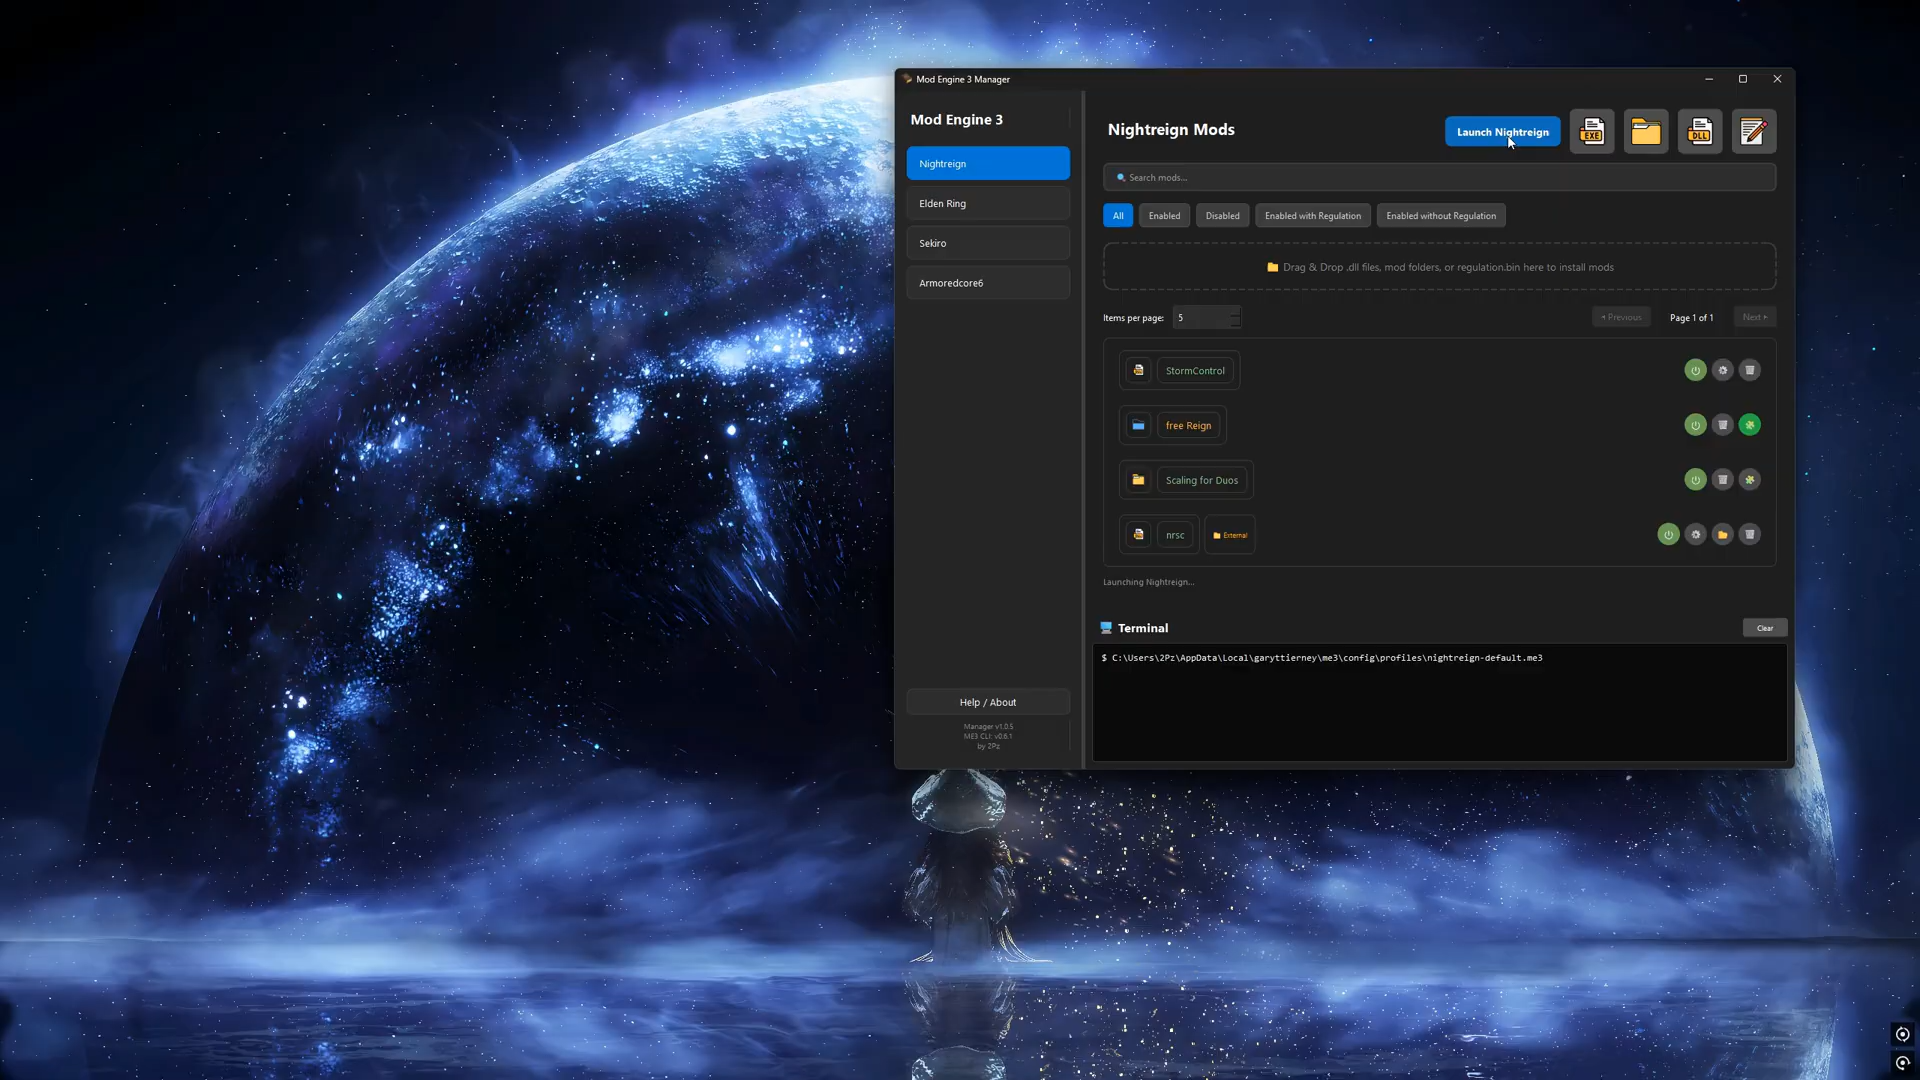 Mod Engine 3 Manager
Mod Engine 3
Nightreign
Elden Ring
Sekiro
Armoredcore6
Help / About
Manager v1.0.5
ME3 CLI: v0.6.1
by 2Pz
Nightreign Mods
Launch Nightreign
EXE
DLL
Search mods...
All
Enabled
Disabled
Enabled with Regulation
Enabled without Regulation
Drag & Drop .dll files, mod folders, or regulation.bin here to install mods
Items per page:
5
Previous
Page 1 of 1
Next
StormControl
free Reign
Scaling for Duos
nrsc
External
Launching Nightreign...
Terminal
Clear
$ C:\Users\2Pz\AppData\Local\garyttierney\me3\config\profiles\nightreign-default.me3